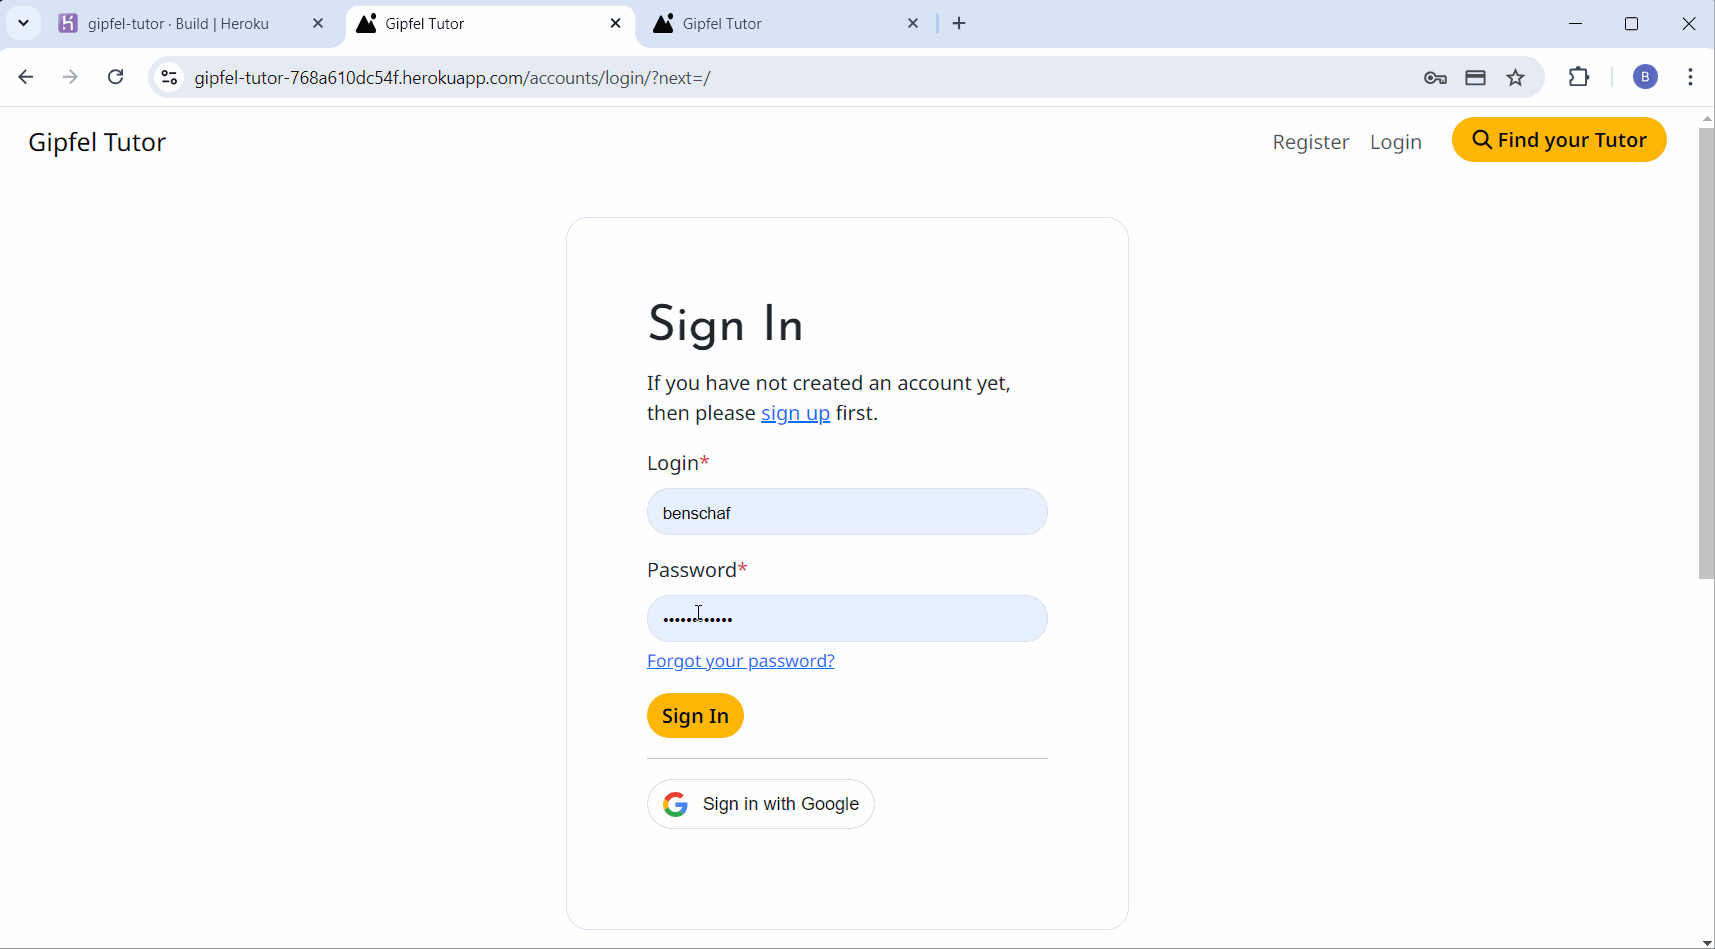 gipfel-tutor · Build | Heroku
Gipfel Tutor
Gipfel Tutor
gipfel-tutor-768a610dc54f.herokuapp.com/accounts/login/?next=/
B
Gipfel Tutor
Register
Login
Find your Tutor
Sign In
If you have not created an account yet,
then please sign up first.
Login*
benschaf
Password*
••••••••••••
Forgot your password?
Sign In
Sign in with Google